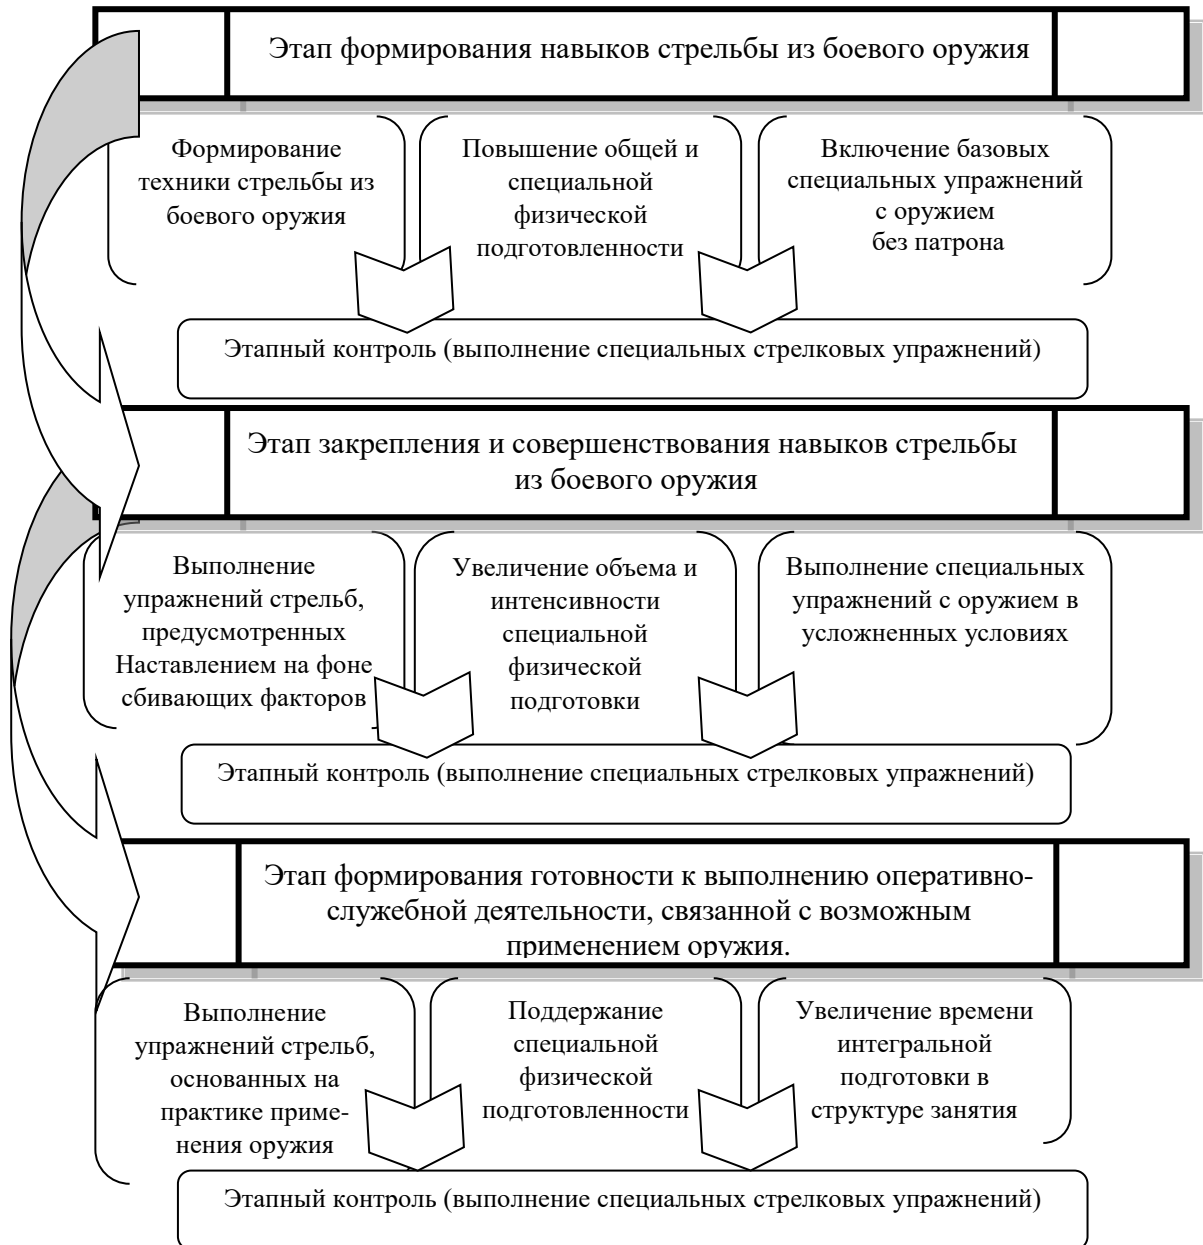 Этап формирования навыков стрельбы из боевого оружия
Формирование
техники стрельбы из
боевого оружия
Повышение общей и
специальной
физической
подготовленности
Включение базовых
специальных упражнений
с оружием
без патрона
Этапный контроль (выполнение специальных стрелковых упражнений)
Этап закрепления и совершенствования навыков стрельбы
из боевого оружия
Выполнение
упражнений стрельб,
предусмотренных
Наставлением на фоне
сбивающих факторов
Увеличение объема и
интенсивности
специальной
физической
подготовки
Выполнение специальных
упражнений с оружием в
усложненных условиях
Этапный контроль (выполнение специальных стрелковых упражнений)
Этап формирования готовности к выполнению оперативно-
служебной деятельности, связанной с возможным
применением оружия.
Выполнение
упражнений стрельб,
основанных на
практике приме-
нения оружия
Поддержание
специальной
физической
подготовленности
Увеличение времени
интегральной
подготовки в
структуре занятия
Этапный контроль (выполнение специальных стрелковых упражнений)